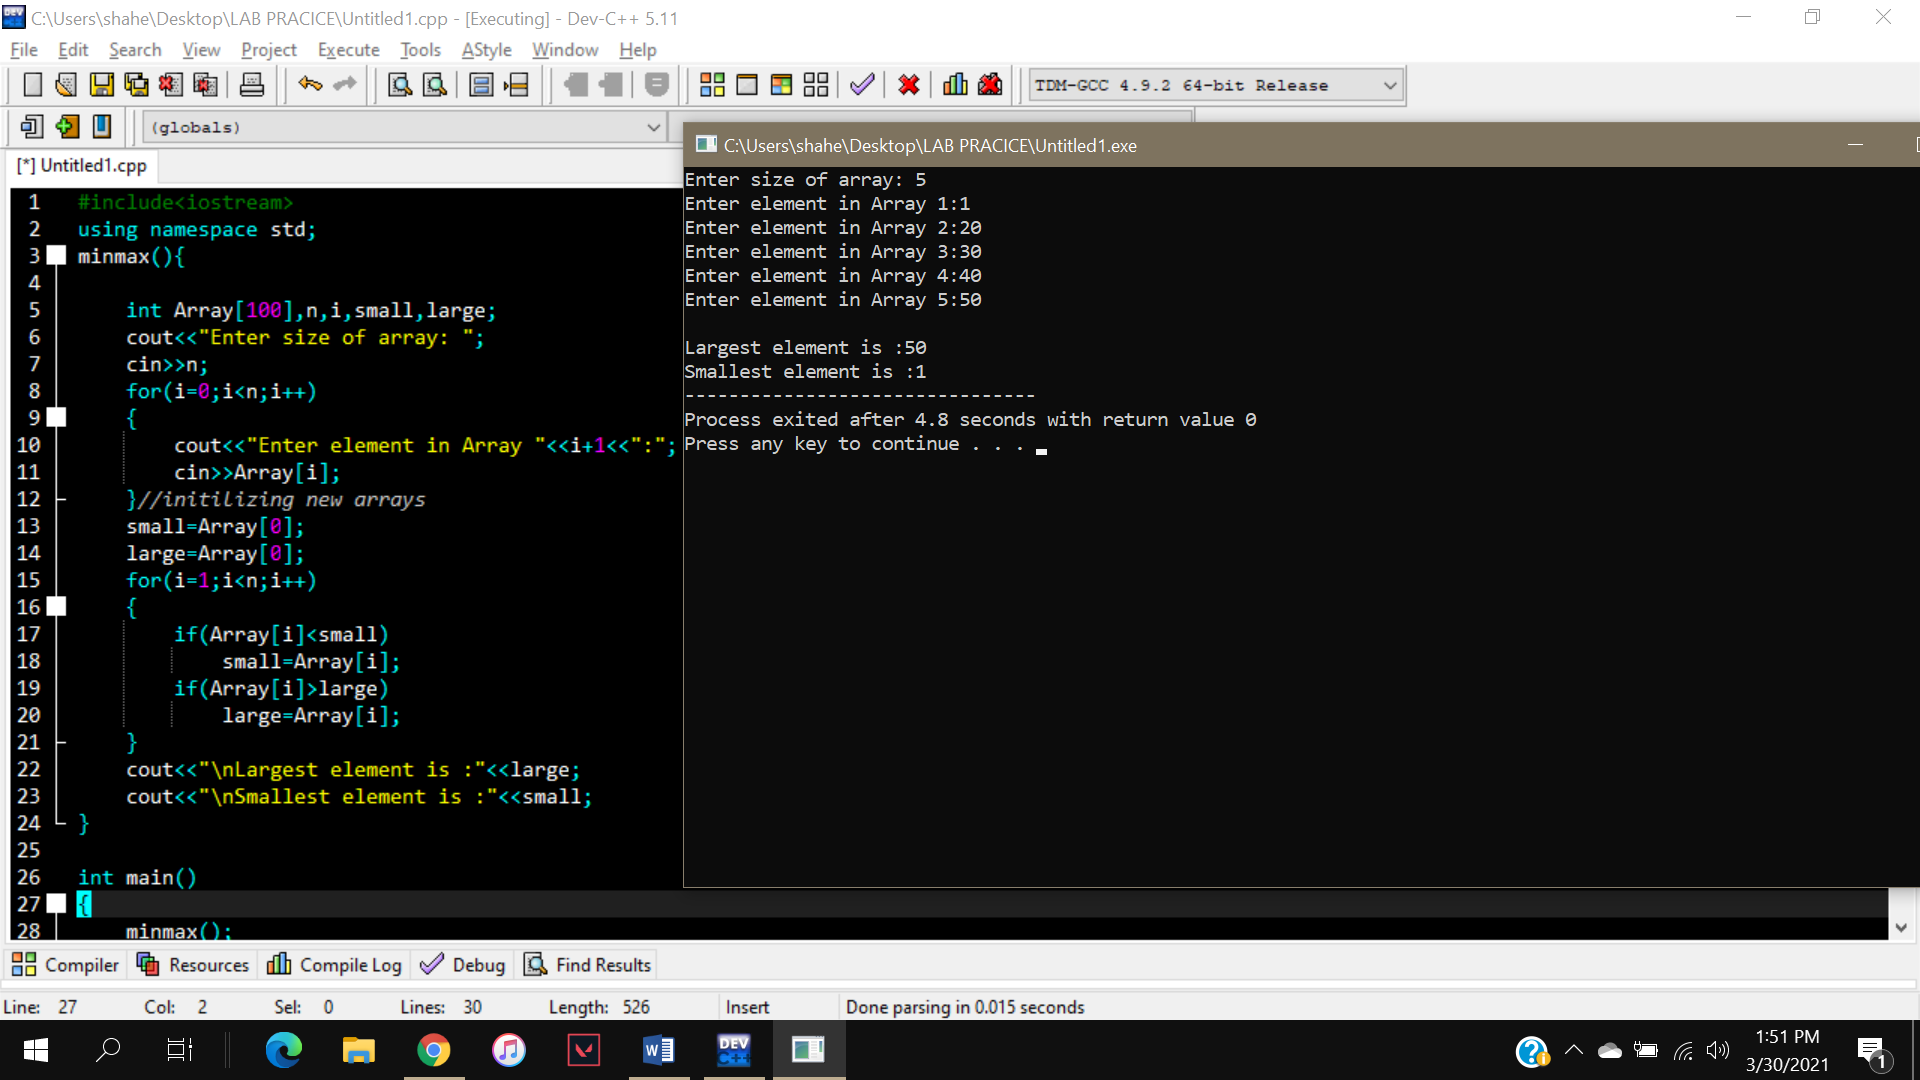 C:\Users\shahe\Desktop\LAB PRACICE\Untitled1.cpp - [Executing] - Dev-C++ 5.11
File Edit Search View Project Execute Tools AStyle Window Help
TDM-GCC 4.9.2 64-bit Release
(globals)
[*] Untitled1.cpp
1 #include<iostream>
2 using namespace std;
3 minmax(){
4
5 int Array[100],n,i,small,large;
6 cout<<"Enter size of array: ";
7 cin>>n;
8 for(i=0;i<n;i++)
9 {
10 cout<<"Enter element in Array "<<i+1<<":";
11 cin>>Array[i];
12 }//initilizing new arrays
13 small=Array[0];
14 large=Array[0];
15 for(i=1;i<n;i++)
16 {
17 if(Array[i]<small)
18 small=Array[i];
19 if(Array[i]>large)
20 large=Array[i];
21 }
22 cout<<"\nLargest element is :"<<large;
23 cout<<"\nSmallest element is :"<<small;
24 }
25
26 int main()
27 {
28 minmax();
C:\Users\shahe\Desktop\LAB PRACICE\Untitled1.exe
Enter size of array: 5
Enter element in Array 1:1
Enter element in Array 2:20
Enter element in Array 3:30
Enter element in Array 4:40
Enter element in Array 5:50
Largest element is :50
Smallest element is :1
--------------------------------
Process exited after 4.8 seconds with return value 0
Press any key to continue . . .
Compiler Resources Compile Log Debug Find Results
Line: 27 Col: 2 Sel: 0 Lines: 30 Length: 526 Insert Done parsing in 0.015 seconds
DEV C++
1:51 PM
3/30/2021
1